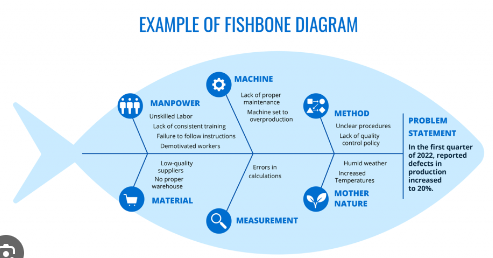 EXAMPLE OF FISHBONE DIAGRAM
MACHINE
Lack of proper
maintenance
Machine set to
overproduction
MANPOWER
Unskilled Labor
Lack of consistent training
Failure to follow instructions
Demotivated workers
METHOD
Unclear procedures
Lack of quality
control policy
PROBLEM
STATEMENT
In the first quarter
of 2022, reported
defects in
production
increased
to 20%.
Low-quality
suppliers
No proper
warehouse
MATERIAL
Errors in
calculations
MEASUREMENT
Humid weather
Increased
Temperatures
MOTHER
NATURE